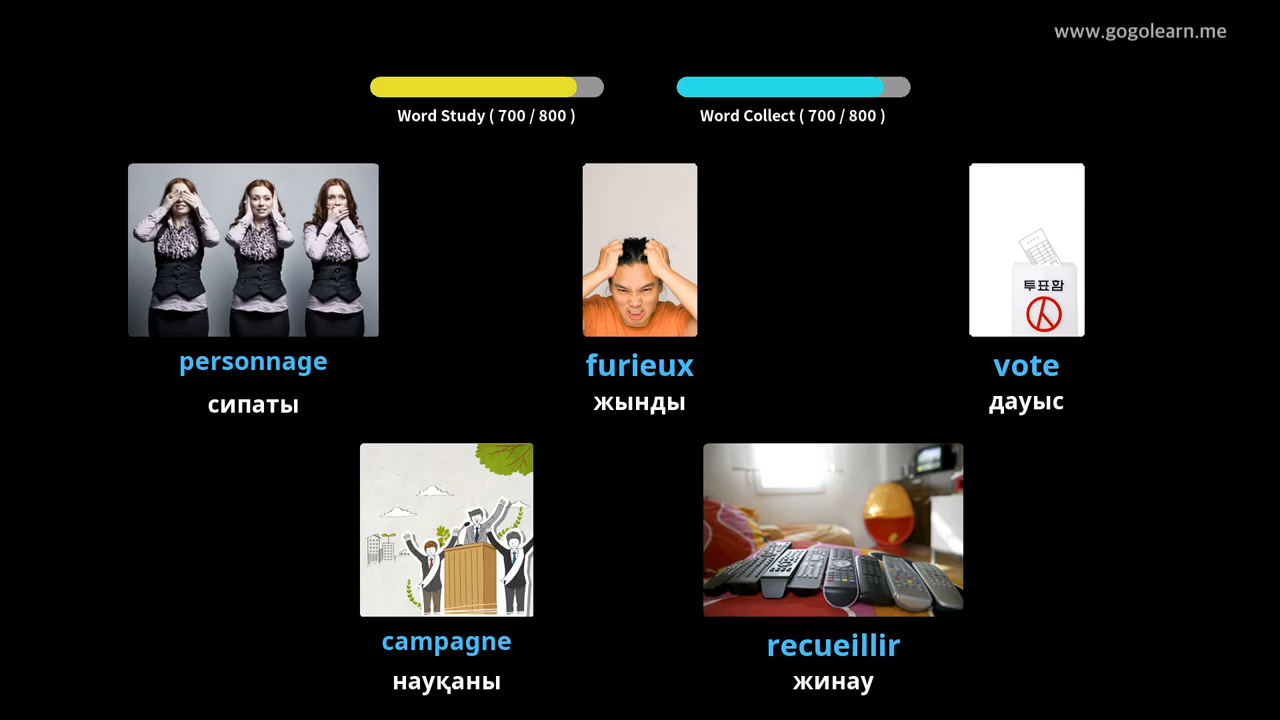 www.gogolearn.me
Word Study ( 700 / 800 )
Word Collect ( 700 / 800 )
personnage
сипаты
furieux
жынды
투표함
vote
дауыс
campagne
науқаны
recueillir
жинау